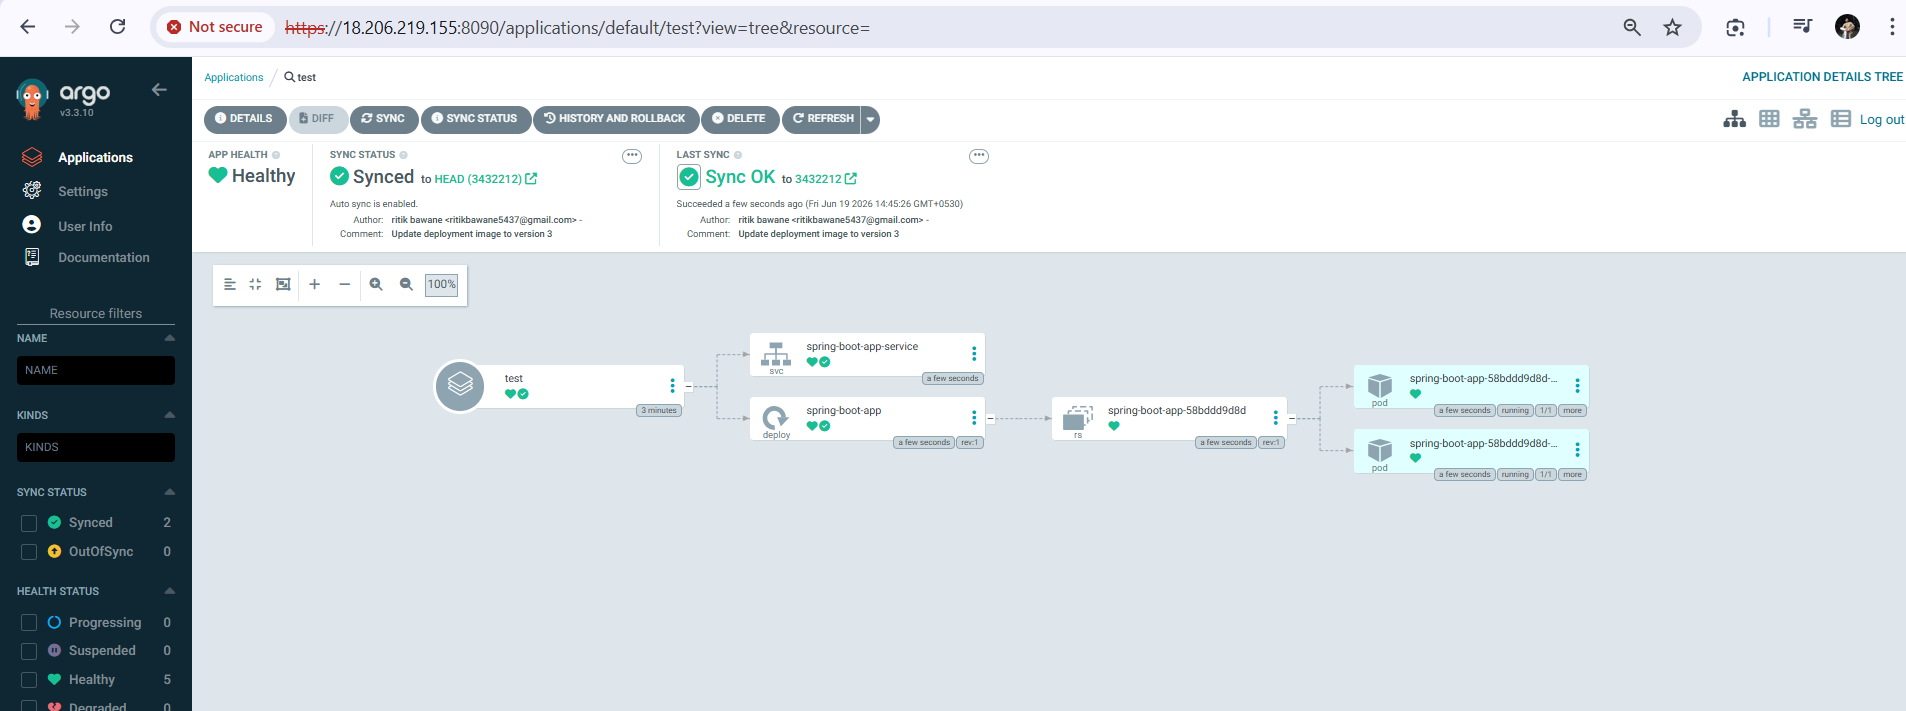 Not secure https://18.206.219.155:8090/applications/default/test?view=tree&resource=
argo
v3.3.10
Applications
Settings
User Info
Documentation
Resource filters
NAME
NAME
KINDS
KINDS
SYNC STATUS
Synced 2
OutOfSync 0
HEALTH STATUS
Progressing 0
Suspended 0
Healthy 5
Degraded 0
Applications / test
APPLICATION DETAILS TREE
DETAILS DIFF SYNC SYNC STATUS HISTORY AND ROLLBACK DELETE REFRESH
Log out
APP HEALTH
Healthy
SYNC STATUS
Synced to HEAD (3432212)
Auto sync is enabled.
Author: ritik bawane <ritikbawane5437@gmail.com> -
Comment: Update deployment image to version 3
LAST SYNC
Sync OK to 3432212
Succeeded a few seconds ago (Fri Jun 19 2026 14:45:26 GMT+0530)
Author: ritik bawane <ritikbawane5437@gmail.com> -
Comment: Update deployment image to version 3
100%
test
3 minutes
spring-boot-app-service
svc
a few seconds
spring-boot-app
deploy
a few seconds rev:1
spring-boot-app-58bddd9d8d
rs
a few seconds rev:1
spring-boot-app-58bddd9d8d-...
pod
a few seconds running 1/1 more
spring-boot-app-58bddd9d8d-...
pod
a few seconds running 1/1 more